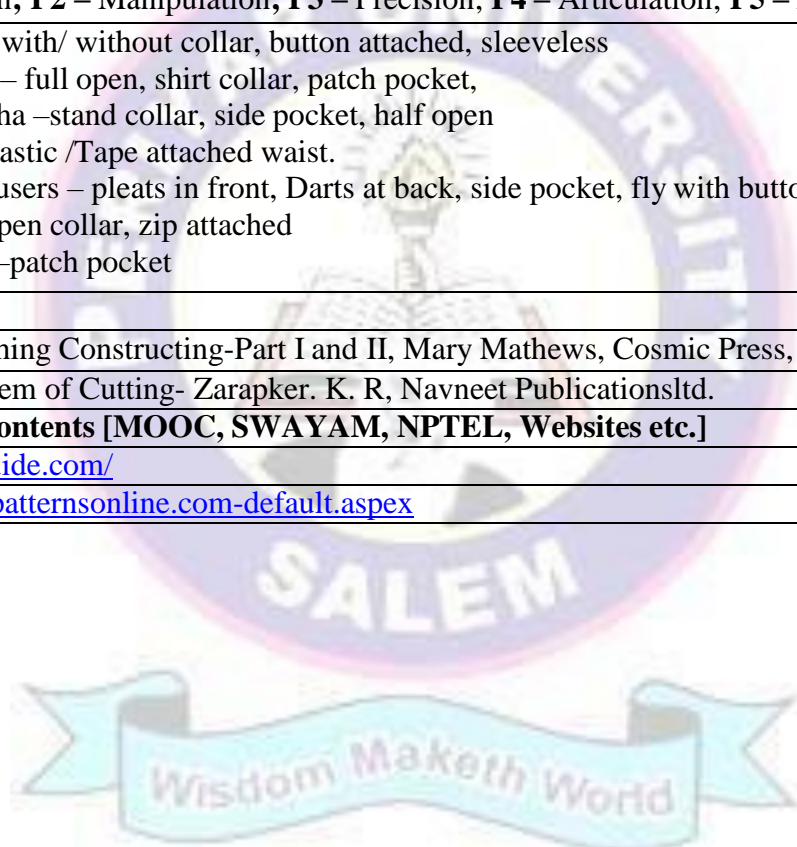 P2 – Manipulation, P3 – Precision, P4 – Articulation, P5 –
with/ without collar, button attached, sleeveless
– full open, shirt collar, patch pocket,
ha –stand collar, side pocket, half open
astic /Tape attached waist.
users – pleats in front, Darts at back, side pocket, fly with butto
pen collar, zip attached
–patch pocket
ning Constructing-Part I and II, Mary Mathews, Cosmic Press,
em of Cutting- Zarapker. K. R, Navneet Publicationsltd.
ontents [MOOC, SWAYAM, NPTEL, Websites etc.]
ide.com/
patternsonline.com-default.aspex
PERIYAR UNIVERSITY
SALEM
Wisdom Maketh World